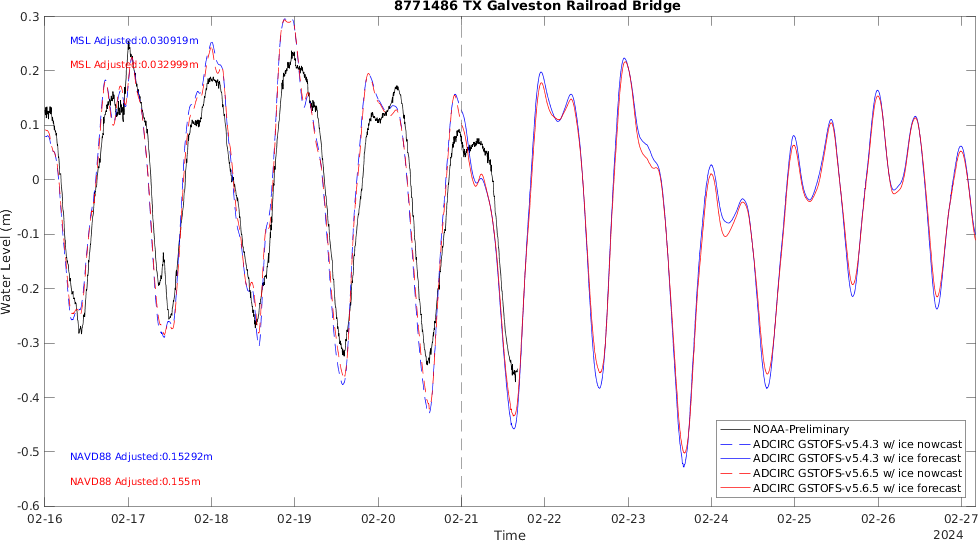 8771486 TX Galveston Railroad Bridge
0.3
0.2
0.1
0
-0.1
-0.2
-0.3
-0.4
-0.5
-0.6
Water Level (m)
MSL Adjusted:0.030919m
MSL Adjusted:0.032999m
NAVD88 Adjusted:0.15292m
NAVD88 Adjusted:0.155m
NOAA-Preliminary
ADCIRC GSTOFS-v5.4.3 w/ ice nowcast
ADCIRC GSTOFS-v5.4.3 w/ ice forecast
ADCIRC GSTOFS-v5.6.5 w/ ice nowcast
ADCIRC GSTOFS-v5.6.5 w/ ice forecast
02-16 02-17 02-18 02-19 02-20 02-21 02-22 02-23 02-24 02-25 02-26 02-27
Time
2024